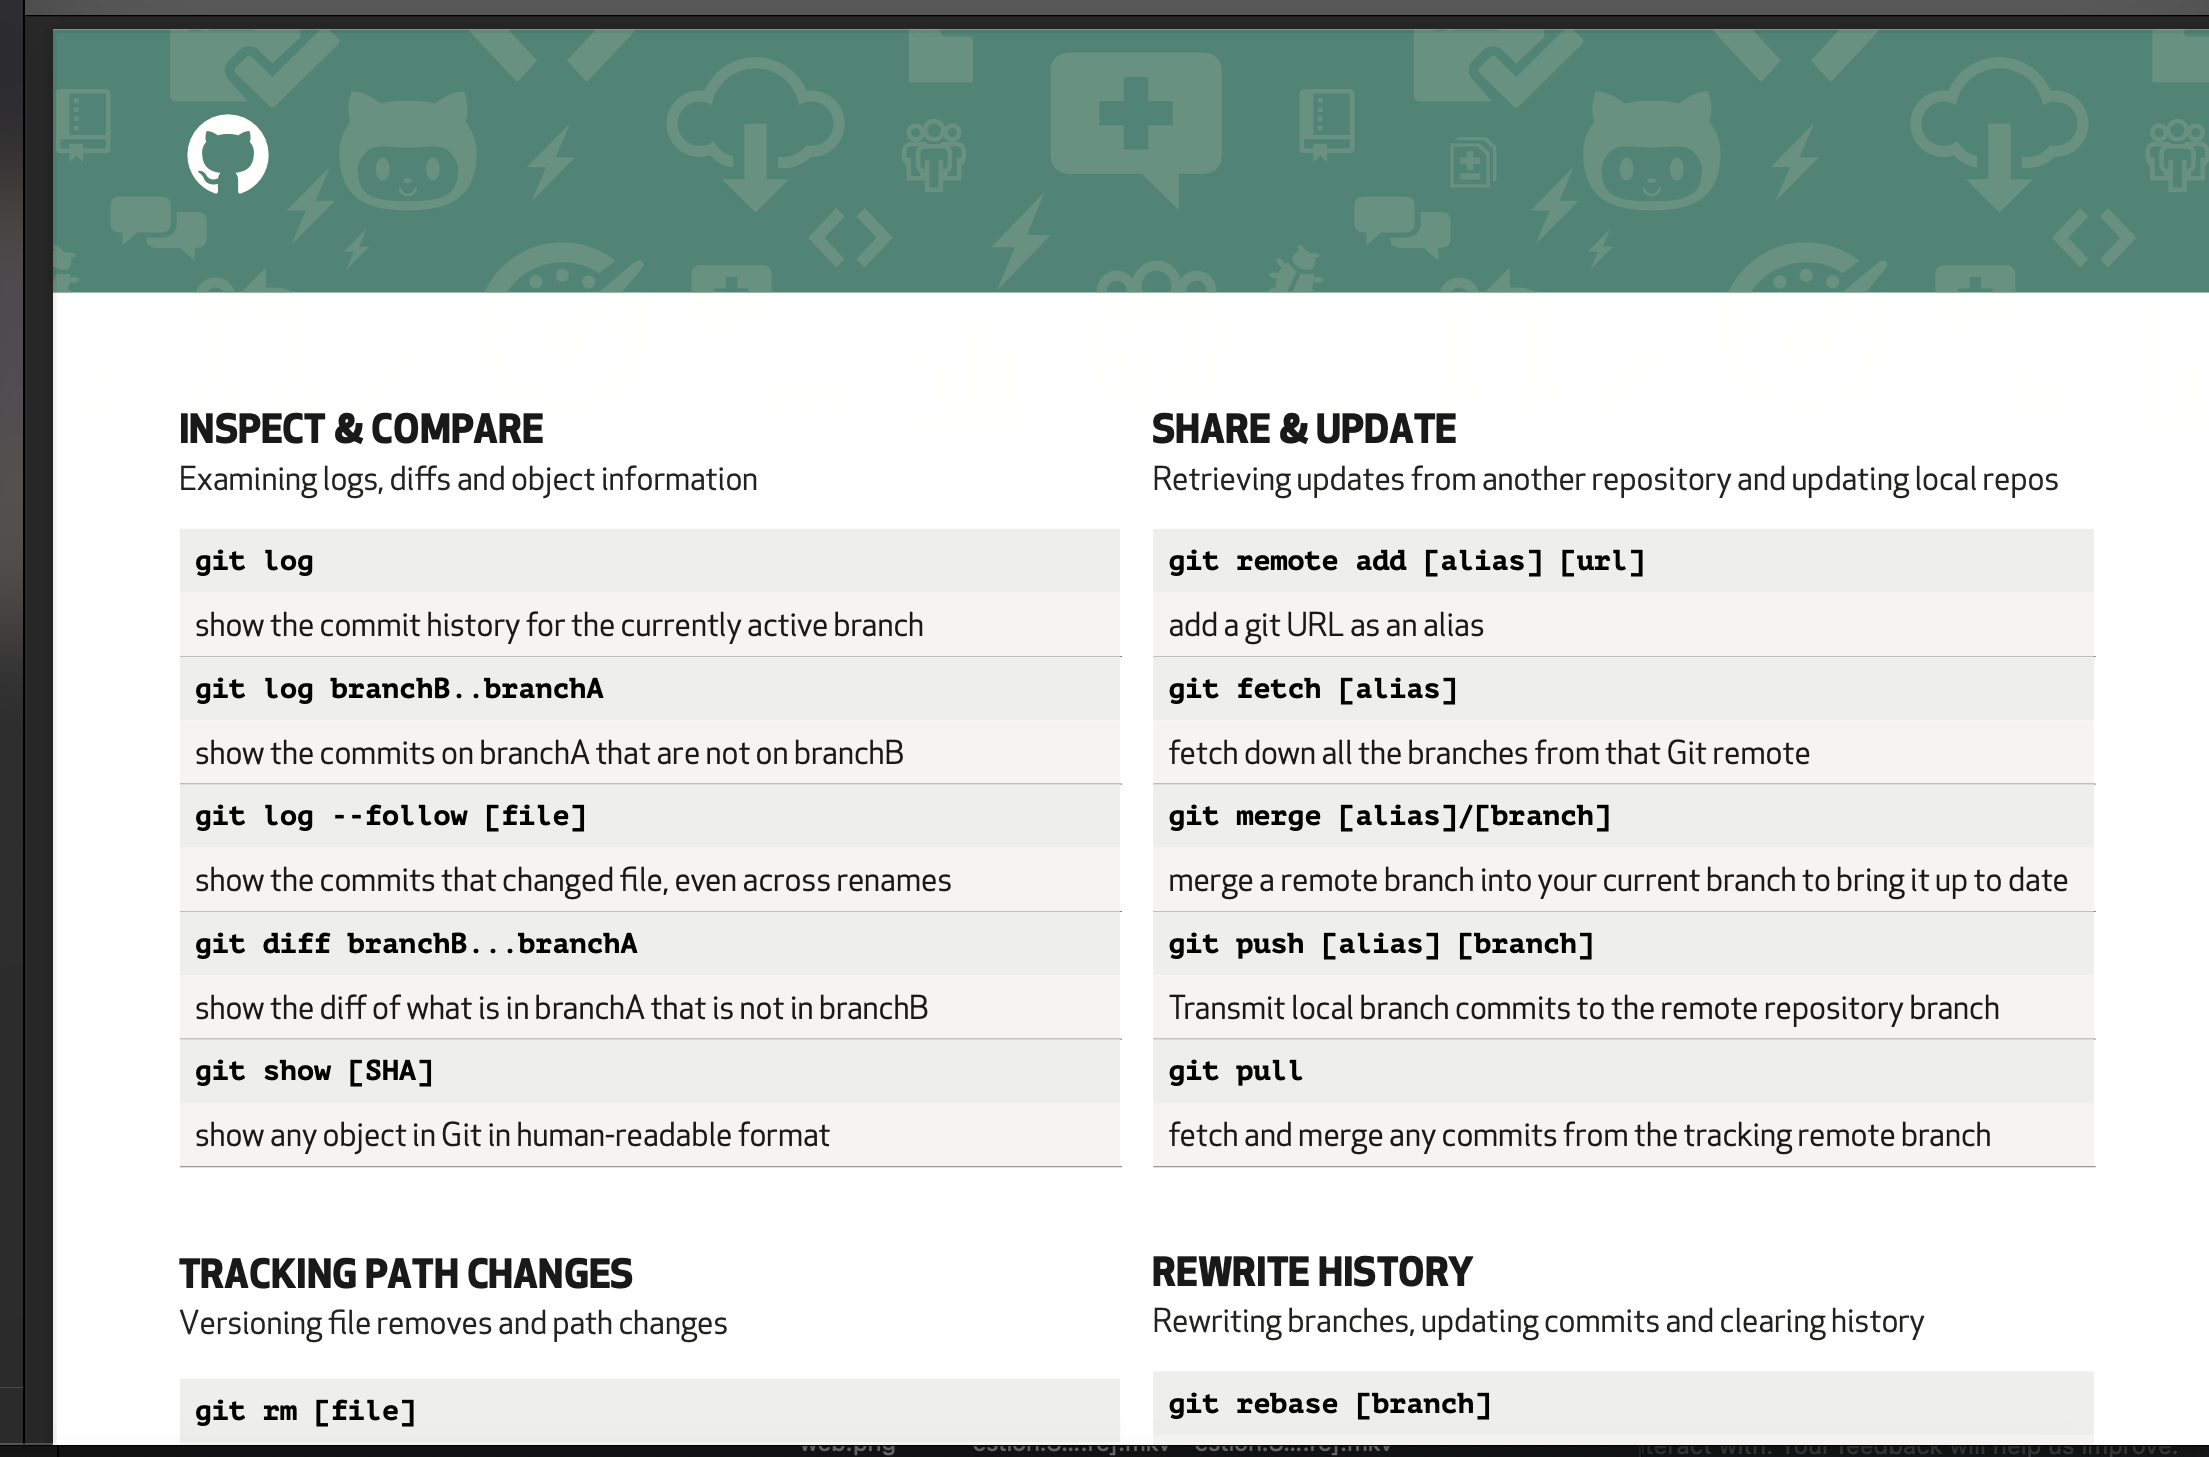 INSPECT & COMPARE
Examining logs, diffs and object information
git log
show the commit history for the currently active branch
git log branchB..branchA
show the commits on branchA that are not on branchB
git log --follow [file]
show the commits that changed file, even across renames
git diff branchB...branchA
show the diff of what is in branchA that is not in branchB
git show [SHA]
show any object in Git in human-readable format
TRACKING PATH CHANGES
Versioning file removes and path changes
git rm [file]
SHARE & UPDATE
Retrieving updates from another repository and updating local repos
git remote add [alias] [url]
add a git URL as an alias
git fetch [alias]
fetch down all the branches from that Git remote
git merge [alias]/[branch]
merge a remote branch into your current branch to bring it up to date
git push [alias] [branch]
Transmit local branch commits to the remote repository branch
git pull
fetch and merge any commits from the tracking remote branch
REWRITE HISTORY
Rewriting branches, updating commits and clearing history
git rebase [branch]
web.png
with. Your feedback will help us improve.